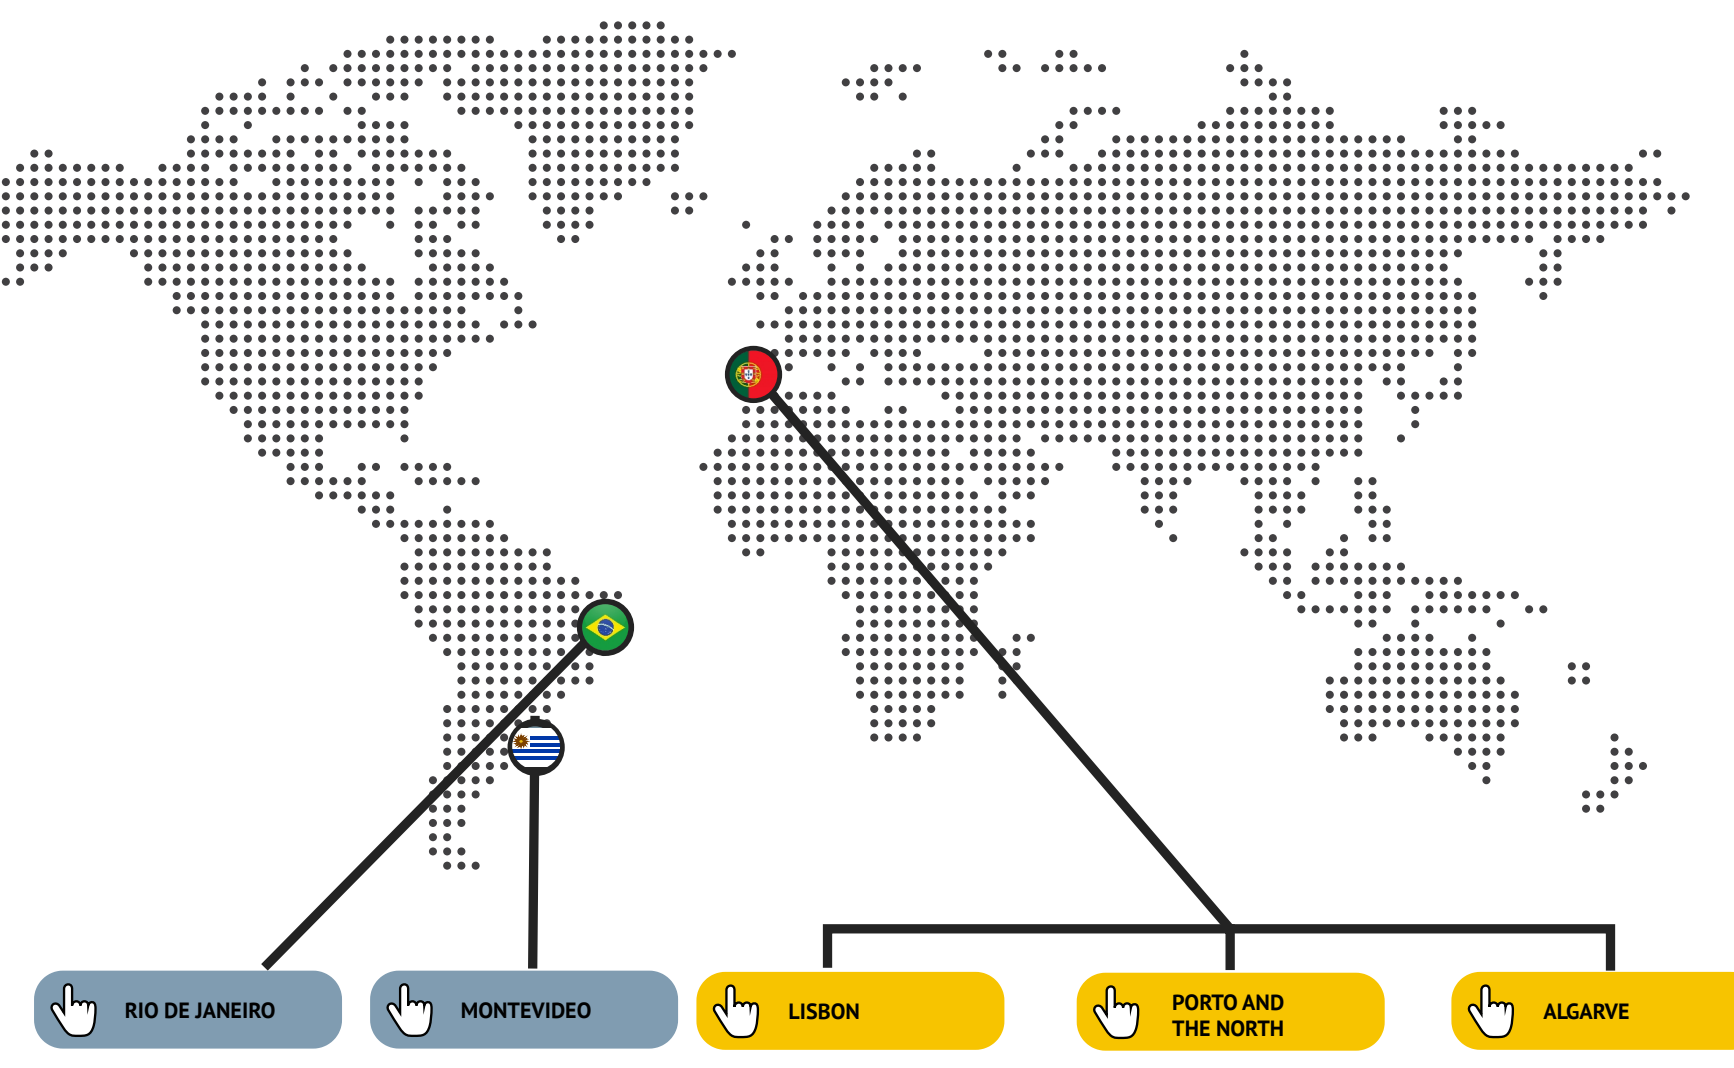 RIO DE JANEIRO
MONTEVIDEO
LISBON
PORTO AND
THE NORTH
ALGARVE